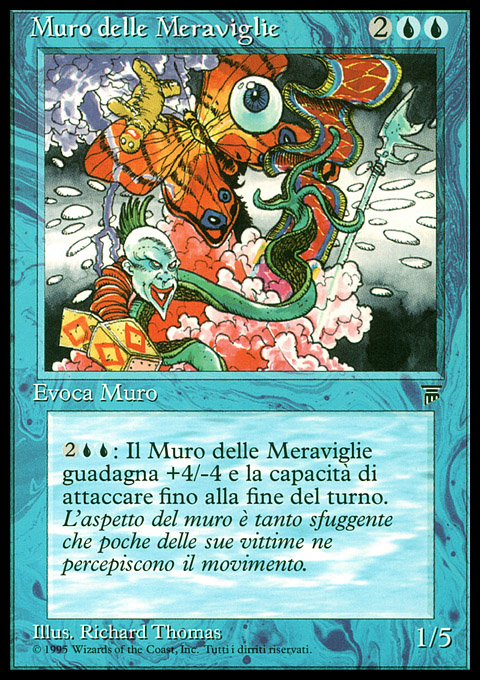 Muro delle Meraviglie 2
Evoca Muro
2: Il Muro delle Meraviglie
guadagna +4/-4 e la capacità di
attaccare fino alla fine del turno.
L'aspetto del muro è tanto sfuggente
che poche delle sue vittime ne
percepiscono il movimento.
Illus. Richard Thomas
1/5
© 1995 Wizards of the Coast, Inc. Tutti i diritti riservati.